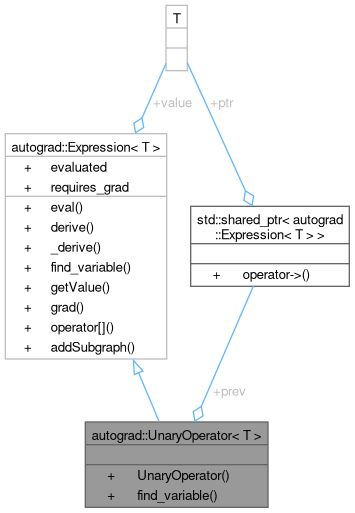 T
+value
+ptr
autograd::Expression< T >
+ evaluated
+ requires_grad
+ eval()
+ derive()
+ _derive()
+ find_variable()
+ getValue()
+ grad()
+ operator[]()
+ addSubgraph()
std::shared_ptr< autograd
::Expression< T > >
+ operator->()
+prev
autograd::UnaryOperator< T >
+ UnaryOperator()
+ find_variable()